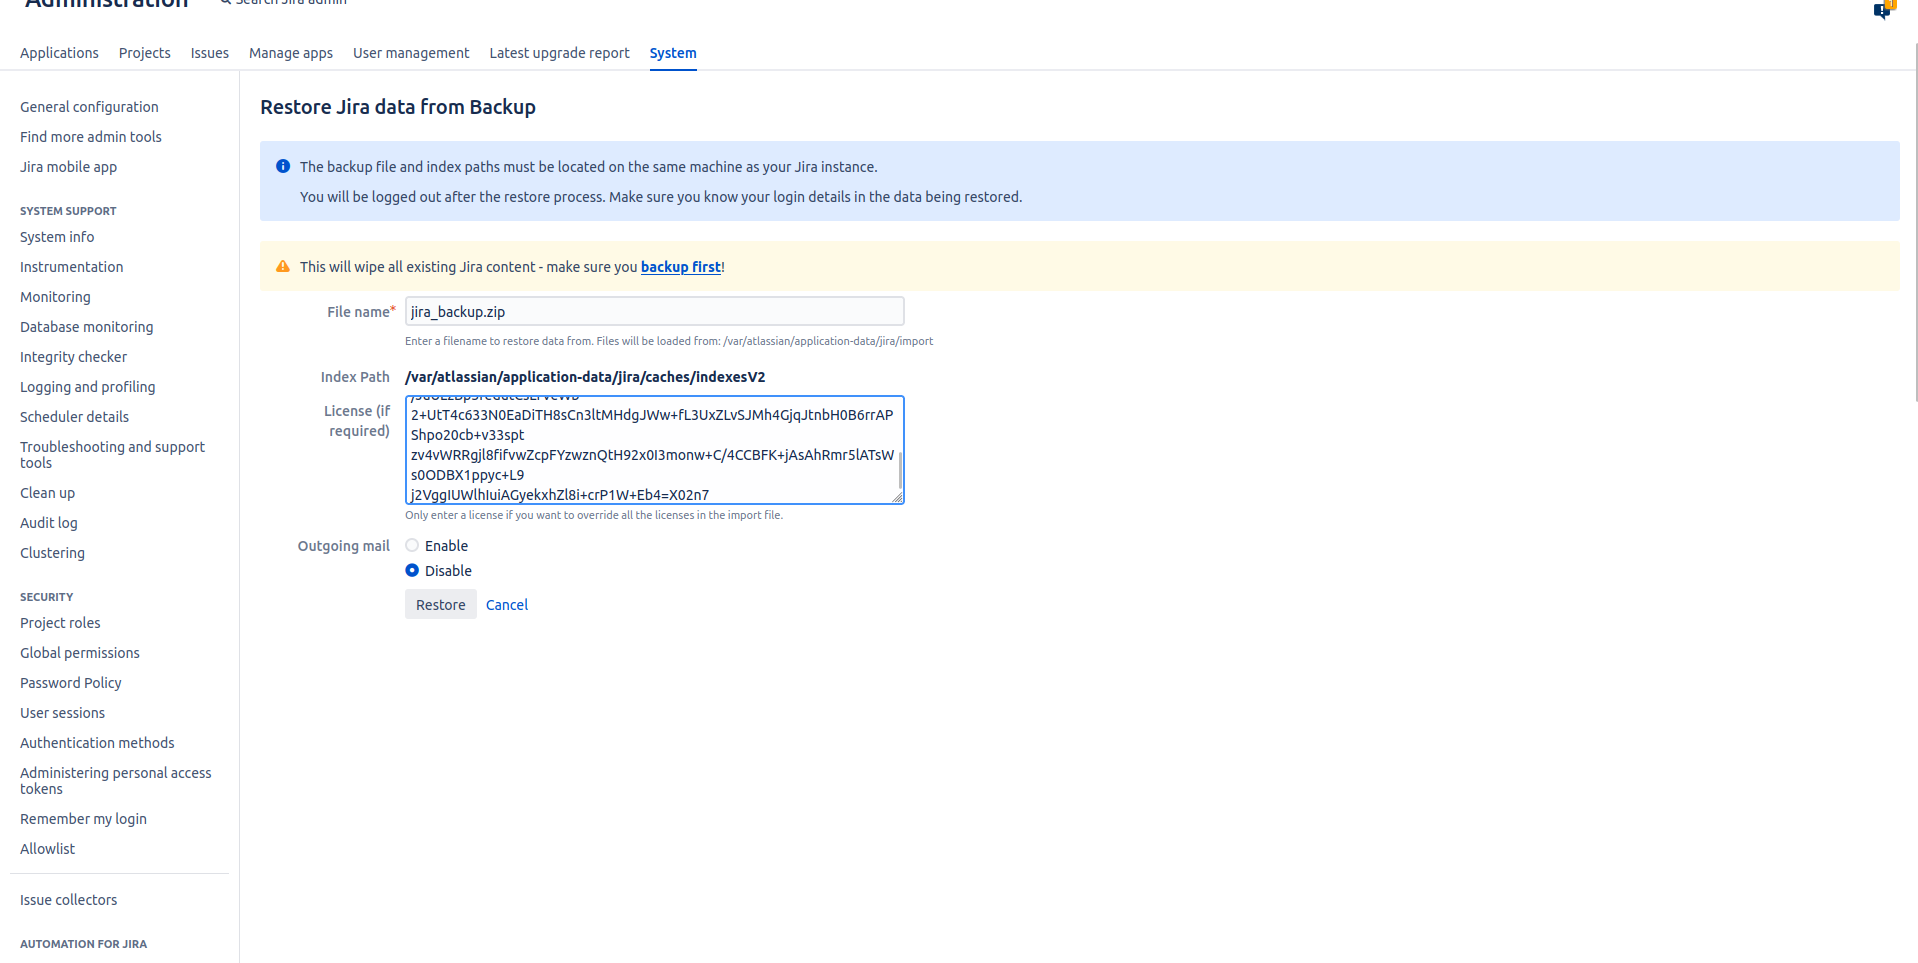 Administration
Search Jira admin
Applications Projects Issues Manage apps User management Latest upgrade report System
General configuration
Find more admin tools
Jira mobile app
SYSTEM SUPPORT
System info
Instrumentation
Monitoring
Database monitoring
Integrity checker
Logging and profiling
Scheduler details
Troubleshooting and support
tools
Clean up
Audit log
Clustering
SECURITY
Project roles
Global permissions
Password Policy
User sessions
Authentication methods
Administering personal access
tokens
Remember my login
Allowlist
Issue collectors
AUTOMATION FOR JIRA
Restore Jira data from Backup
The backup file and index paths must be located on the same machine as your Jira instance.
You will be logged out after the restore process. Make sure you know your login details in the data being restored.
This will wipe all existing Jira content - make sure you backup first!
File name* jira_backup.zip
Enter a filename to restore data from. Files will be loaded from: /var/atlassian/application-data/jira/import
Index Path /var/atlassian/application-data/jira/caches/indexesV2
License (if
required)
2+UtT4c633N0EaDiTH8sCn3ltMHdgJWw+fL3UxZLvSJMh4GjqJtnbH0B6rrAP
Shpo20cb+v33spt
zv4vWRRgjl8fifvwZcpFYzwznQtH92x0I3monw+C/4CCBFK+jAsAhRmr5lATsW
s0ODBX1ppyc+L9
j2VggIUWlhIuiAGyekxhZl8i+crP1W+Eb4=X02n7
Only enter a license if you want to override all the licenses in the import file.
Outgoing mail Enable
Disable
Restore Cancel